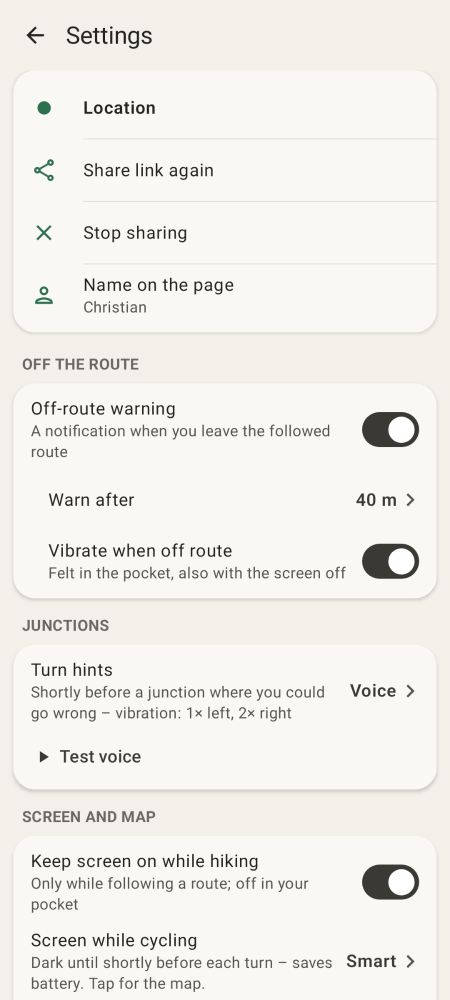 Settings
Location
Share link again
Stop sharing
Name on the page
Christian
OFF THE ROUTE
Off-route warning
A notification when you leave the followed
route
Warn after
40 m
Vibrate when off route
Felt in the pocket, also with the screen off
JUNCTIONS
Turn hints
Shortly before a junction where you could
go wrong – vibration: 1× left, 2× right
Voice
Test voice
SCREEN AND MAP
Keep screen on while hiking
Only while following a route; off in your
pocket
Screen while cycling
Dark until shortly before each turn – saves
battery. Tap for the map.
Smart